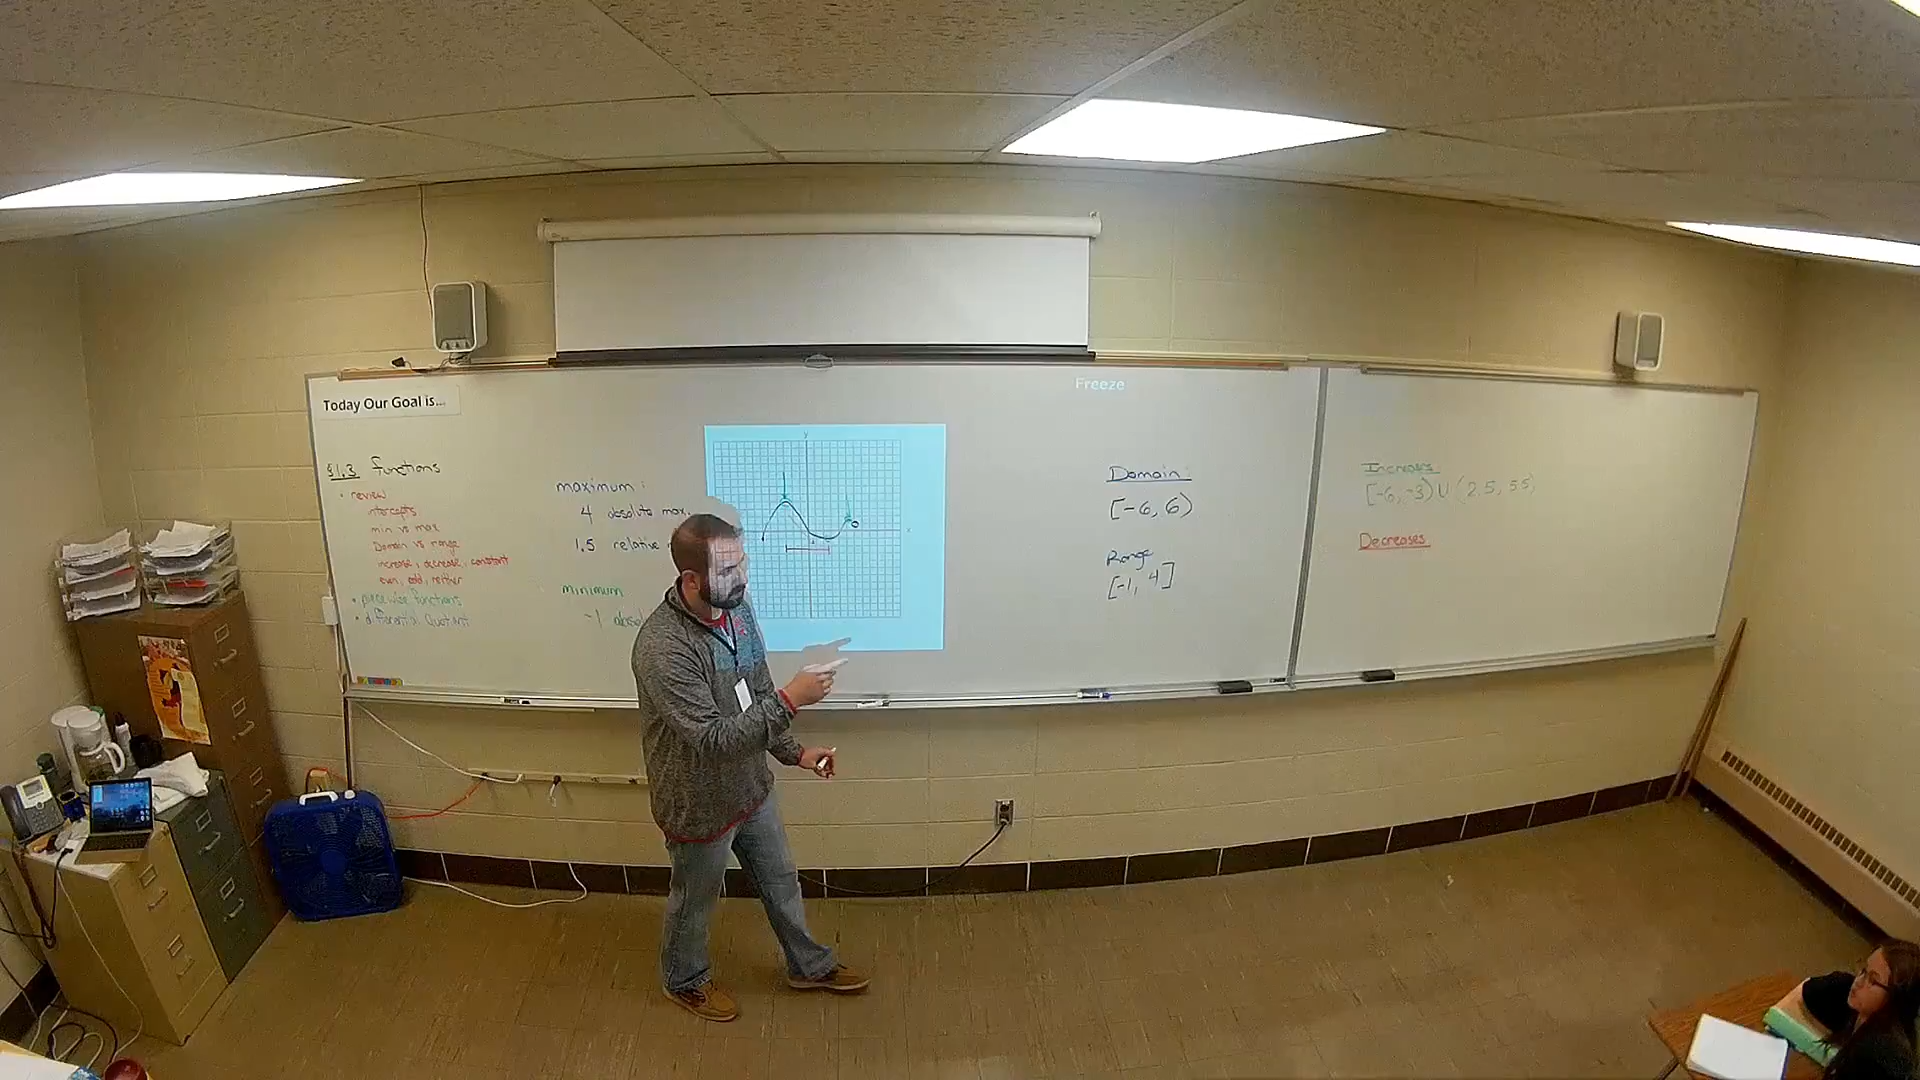 Today Our Goal is...
Freeze
§1.3 functions
• review
intercepts
min vs max
Domain vs range
increase, decrease, constant
even, odd, neither
• piecewise functions
• differential Quotient
maximum:
4 absolute max.
1.5 relative
minimum
-1
y
x
Domain:
[-6, 6)
Range
[-1, 4]
Increases:
[-6, -3) U (2.5, 5.5)
Decreases